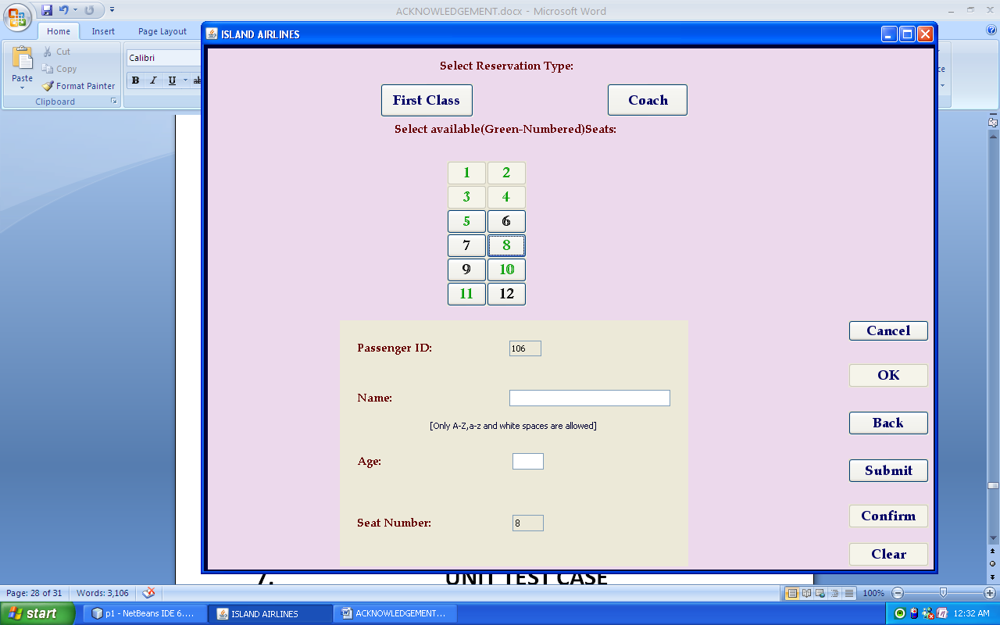 ACKNOWLEDGEMENT.docx - Microsoft Word
Home Insert Page Layout
Cut
Copy
Format Painter
Paste
Clipboard
Calibri
B I U
ISLAND AIRLINES
Select Reservation Type:
First Class Coach
Select available(Green-Numbered)Seats:
1 2
3 4
5 6
7 8
9 10
11 12
Passenger ID: 106
Name:
[Only A-Z,a-z and white spaces are allowed]
Age:
Seat Number: 8
Cancel
OK
Back
Submit
Confirm
Clear
7. UNIT TEST CASE
Page: 28 of 31 Words: 3,106 100%
start p1 - NetBeans IDE 6.... ISLAND AIRLINES ACKNOWLEDGEMENT... 12:32 AM